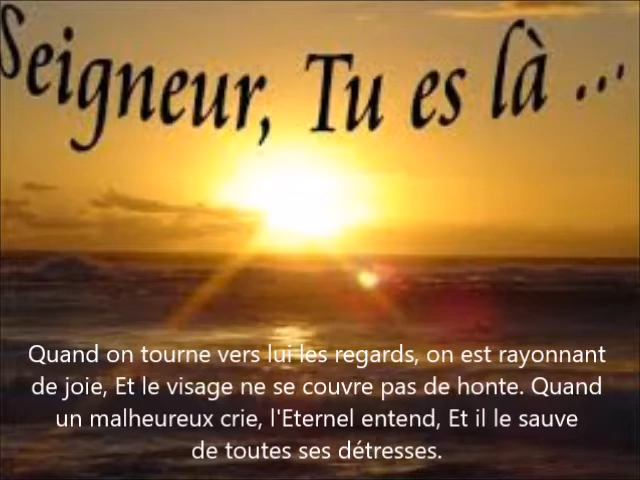 Seigneur, Tu es là ...
Quand on tourne vers lui les regards, on est rayonnant
de joie, Et le visage ne se couvre pas de honte. Quand
un malheureux crie, l'Eternel entend, Et il le sauve
de toutes ses détresses.